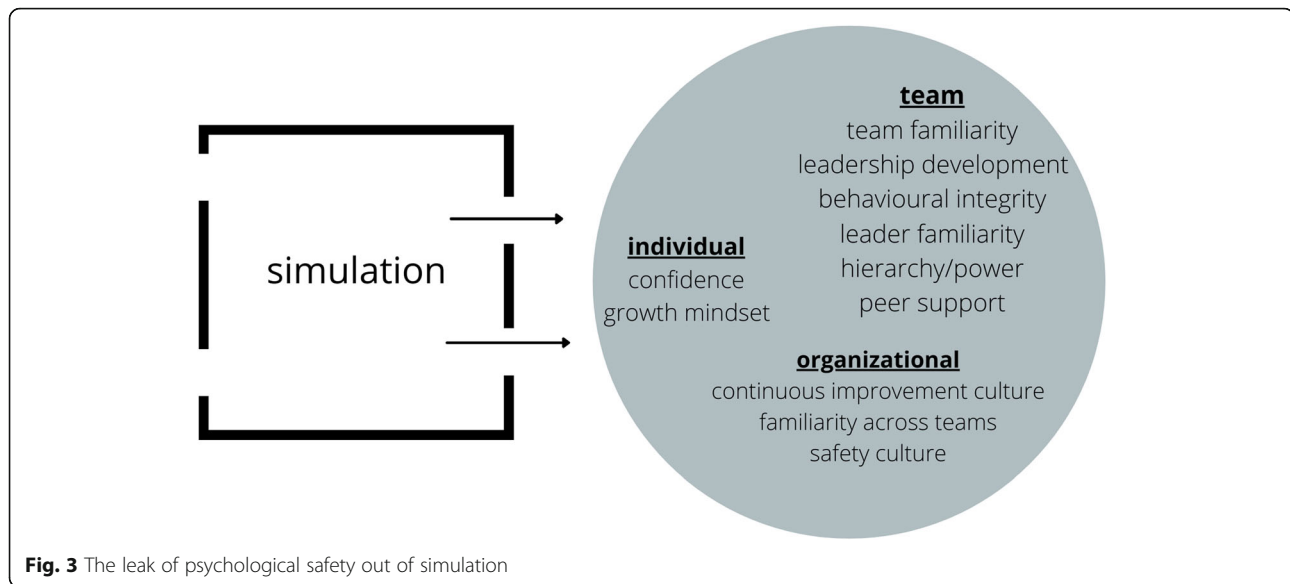 simulation
individual
confidence
growth mindset
team
team familiarity
leadership development
behavioural integrity
leader familiarity
hierarchy/power
peer support
organizational
continuous improvement culture
familiarity across teams
safety culture
Fig. 3 The leak of psychological safety out of simulation